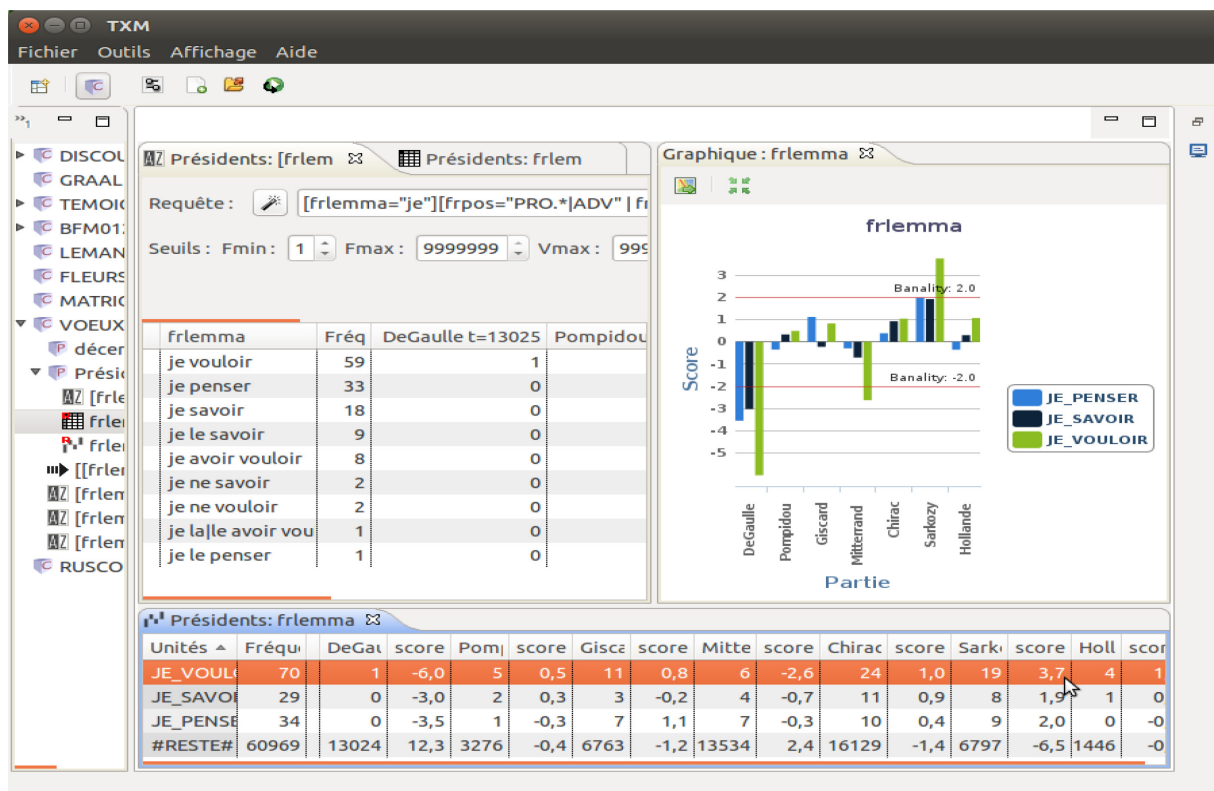 TXM
Fichier Outils Affichage Aide
»1
DISCOU
GRAAL
TEMOI
BFM01
LEMAN
FLEURS
MATRIC
VOEUX
décer
Présid
[frle
frle
frle
[[frler
[frlem
[frlem
[frlem
RUSCO
Présidents: [frlem
Présidents: frlem
Requête : [frlemma="je"][frpos="PRO.*|ADV" | fr
Seuils : Fmin : 1 Fmax : 9999999 Vmax : 999
frlemma Fréq DeGaulle t=13025 Pompidou
je vouloir 59 1
je penser 33 0
je savoir 18 0
je le savoir 9 0
je avoir vouloir 8 0
je ne savoir 2 0
je ne vouloir 2 0
je la|le avoir vou 1 0
je le penser 1 0
Graphique : frlemma
frlemma
3
2
1
0
-1
-2
-3
-4
-5
Score
Banality: 2.0
Banality: -2.0
JE_PENSER
JE_SAVOIR
JE_VOULOIR
DeGaulle
Pompidou
Giscard
Mitterrand
Chirac
Sarkozy
Hollande
Partie
Présidents: frlemma
Unités Fréqu DeGau score Pomp score Gisca score Mitte score Chirac score Sark score Holl scor
JE_VOUL 70 1 -6,0 5 0,5 11 0,8 6 -2,6 24 1,0 19 3,7 4 1
JE_SAVOI 29 0 -3,0 2 0,3 3 -0,2 4 -0,7 11 0,9 8 1,9 1 0
JE_PENSE 34 0 -3,5 1 -0,3 7 1,1 7 -0,3 10 0,4 9 2,0 0 -0
#RESTE# 60969 13024 12,3 3276 -0,4 6763 -1,2 13534 2,4 16129 -1,4 6797 -6,5 1446 -0